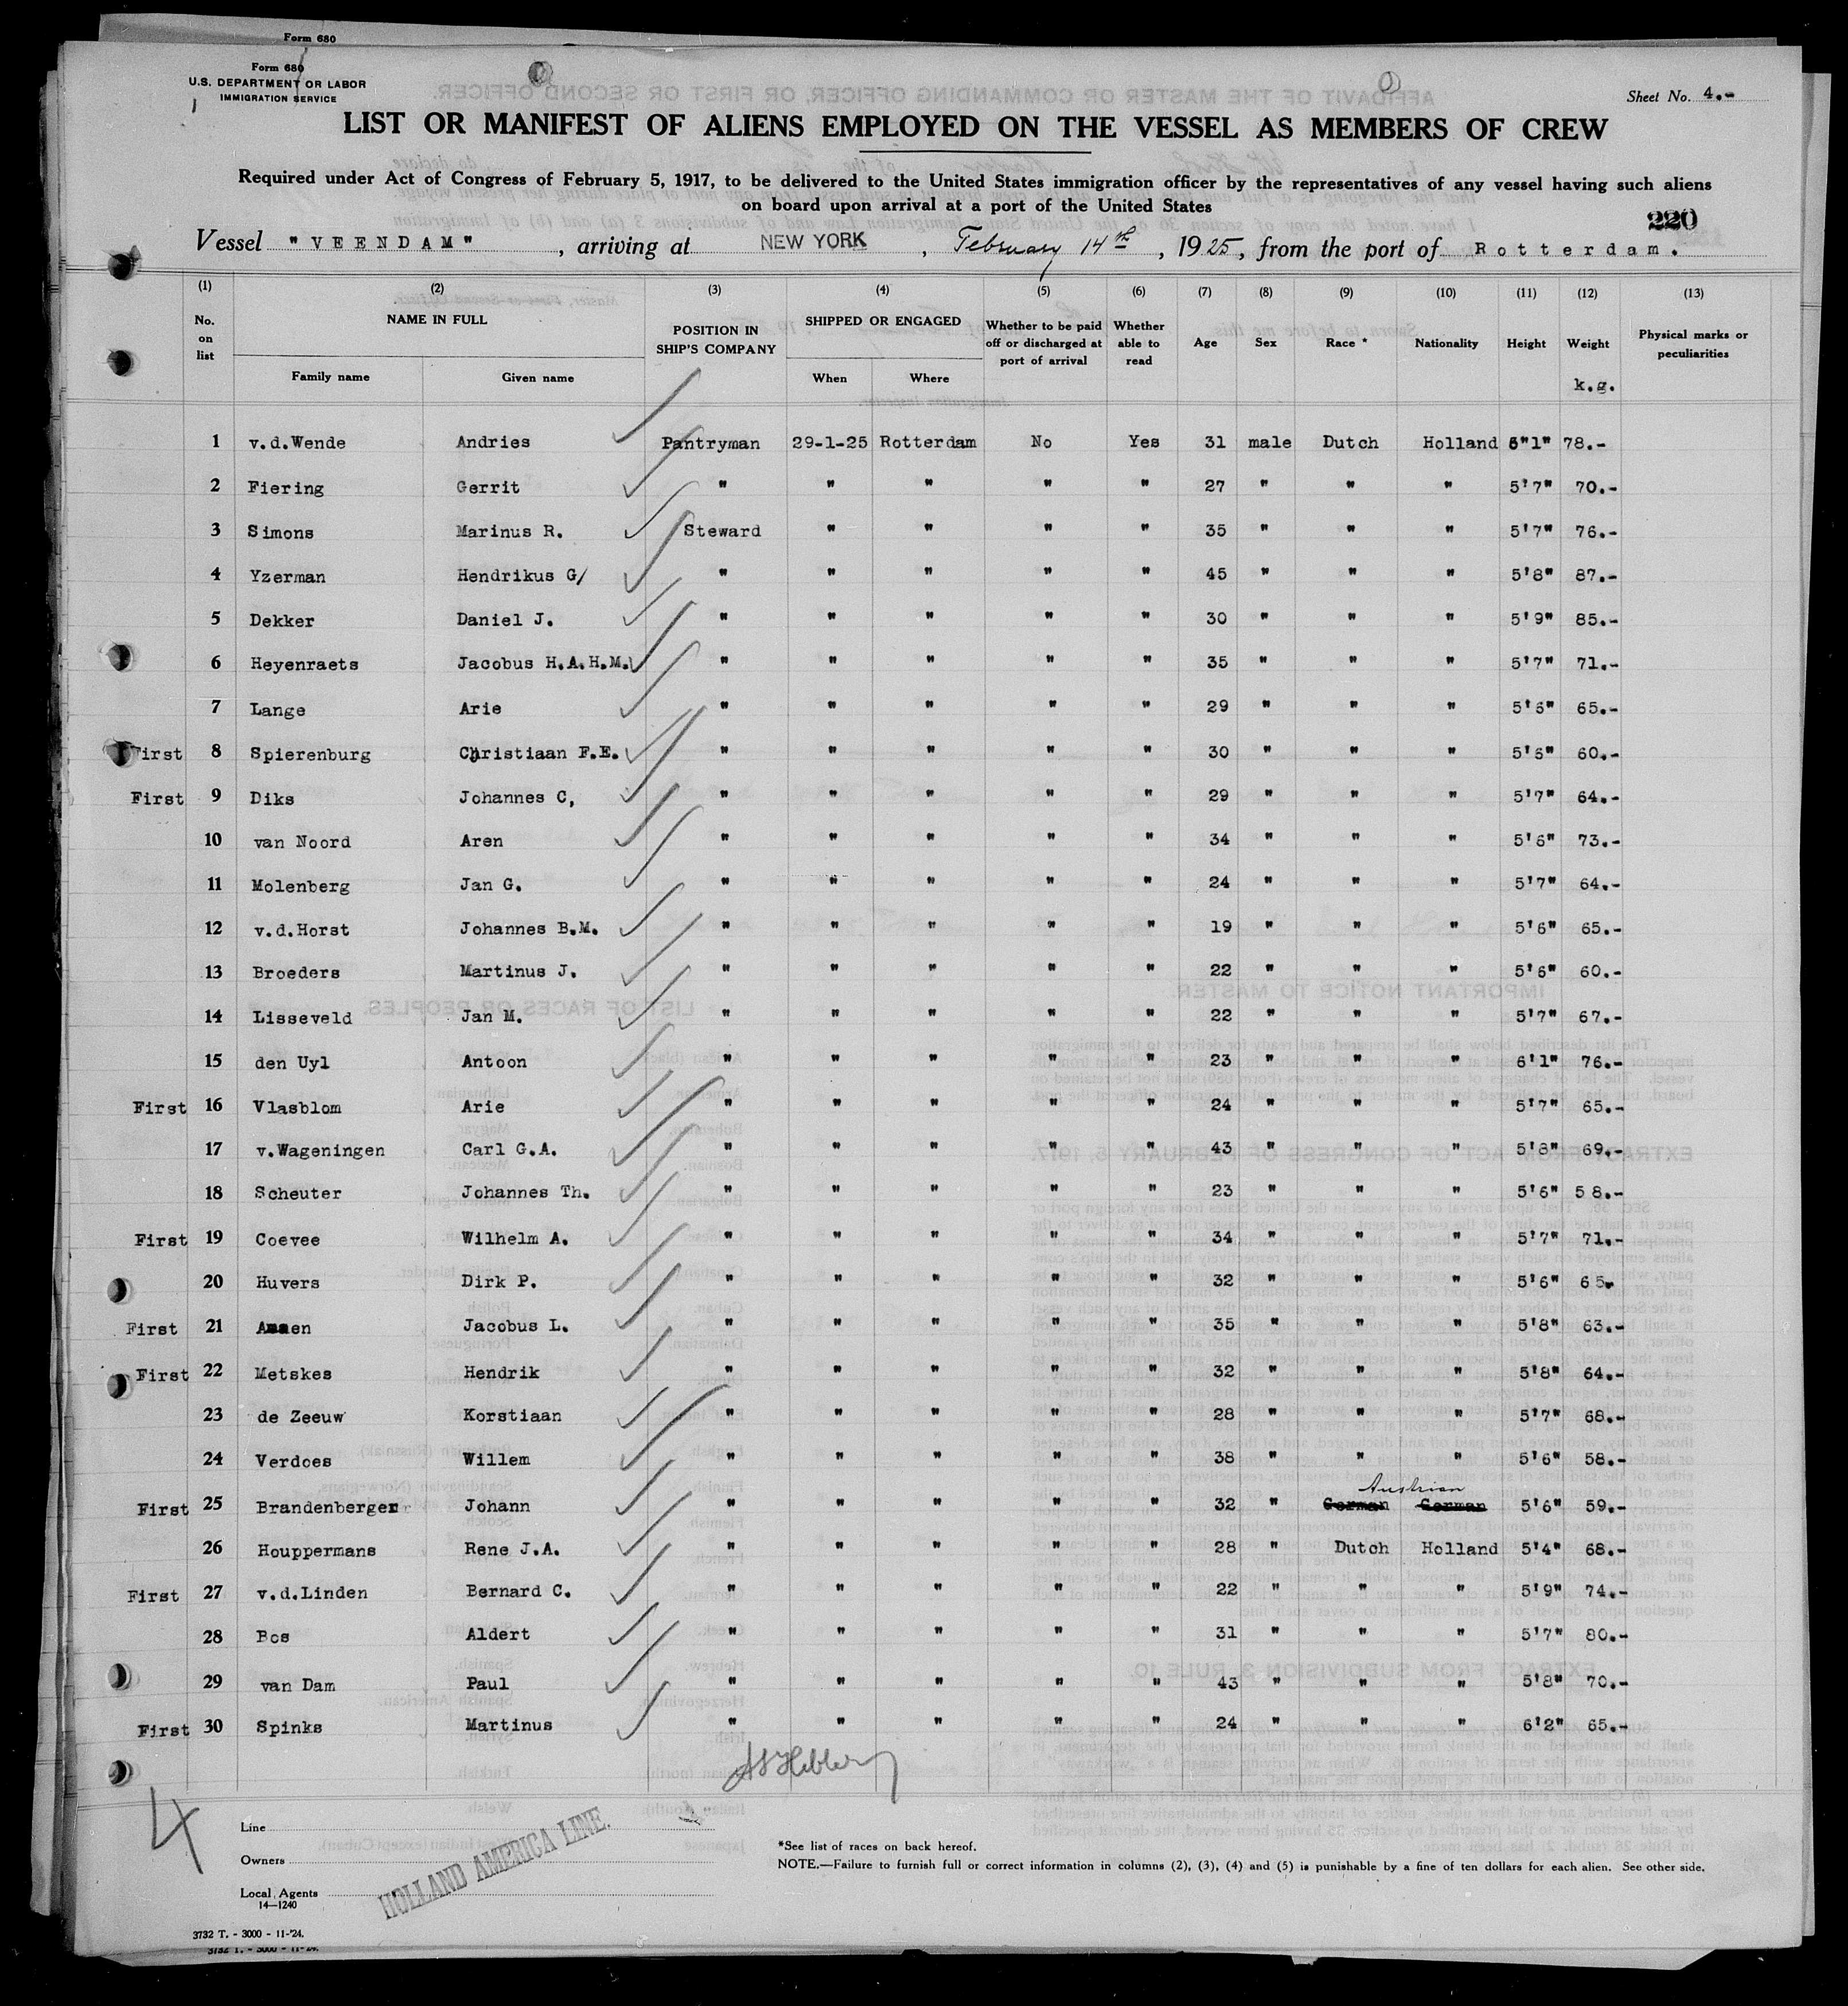 Form 680
Form 680
U.S. DEPARTMENT OR LABOR
IMMIGRATION SERVICE
Sheet No. 4.-
LIST OR MANIFEST OF ALIENS EMPLOYED ON THE VESSEL AS MEMBERS OF CREW
Required under Act of Congress of February 5, 1917, to be delivered to the United States immigration officer by the representatives of any vessel having such aliens
on board upon arrival at a port of the United States
220
Vessel "VEENDAM", arriving at NEW YORK, February 14th, 1925, from the port of Rotterdam.
(1) (2) (3) (4) (5) (6) (7) (8) (9) (10) (11) (12) (13)
No. on list NAME IN FULL Family name Given name POSITION IN SHIP'S COMPANY SHIPPED OR ENGAGED When Where Whether to be paid off or discharged at port of arrival Whether able to read Age Sex Race * Nationality Height Weight k.g. Physical marks or peculiarities
1 v.d.Wende Andries Pantryman 29-1-25 Rotterdam No Yes 31 male Dutch Holland 6"1" 78.-
2 Fiering Gerrit " " " " " 27 " " " 5'7" 70.-
3 Simons Marinus R. Steward " " " " 35 " " " 5'7" 76.-
4 Yzerman Hendrikus G/ " " " " " 45 " " " 5'8" 87.-
5 Dekker Daniel J. " " " " " 30 " " " 5'9" 85.-
6 Heyenraets Jacobus H.A.H.M. " " " " " 35 " " " 5'7" 71.-
7 Lange Arie " " " " " 29 " " " 5'6" 65.-
First 8 Spierenburg Christiaan F.E. " " " " " 30 " " " 5'6" 60.-
First 9 Diks Johannes C, " " " " " 29 " " " 5'7" 64.-
10 van Noord Aren " " " " " 34 " " " 5'6" 73.-
11 Molenberg Jan G. " " " " " 24 " " " 5'7" 64.-
12 v.d.Horst Johannes B.M. " " " " " 19 " " " 5'6" 65.-
13 Broeders Martinus J. " " " " " 22 " " " 5'6" 60.-
14 Lisseveld Jan M. " " " " " 22 " " " 5'7" 67.-
15 den Uyl Antoon " " " " " 23 " " " 6'1" 76.-
First 16 Vlasblom Arie " " " " " 24 " " " 5'7" 65.-
17 v.Wageningen Carl G.A. " " " " " 43 " " " 5'8" 69.-
18 Scheuter Johannes Th. " " " " " 23 " " " 5'6" 58.-
First 19 Coevee Wilhelm A. " " " " " 34 " " " 5'7" 71.-
20 Huvers Dirk P. " " " " " 32 " " " 5'6" 65.-
First 21 Jacobus L. " " " " " 35 " " " 5'8" 63.-
First 22 Metskes Hendrik " " " " " 32 " " " 5'8" 64.-
23 de Zeeuw Korstiaan " " " " " 28 " " " 5'7" 68.-
24 Verdoes Willem " " " " " 38 " " " 5'6" 58.-
Austrian
First 25 Brandenberger Johann " " " " " 32 " German German 5'6" 59.-
26 Houppermans Rene J.A. " " " " " 28 " Dutch Holland 5'4" 68.-
First 27 v.d.Linden Bernard C. " " " " " 22 " " " 5'9" 74.-
28 Bos Aldert " " " " " 31 " " " 5'7" 80.-
29 van Dam Paul " " " " " 43 " " " 5'8" 70.-
First 30 Spinks Martinus " " " " " 24 " " " 6'2" 65.-
4
Line
Owners
Local Agents
14—1240
HOLLAND AMERICA LINE.
*See list of races on back hereof.
NOTE.—Failure to furnish full or correct information in columns (2), (3), (4) and (5) is punishable by a fine of ten dollars for each alien. See other side.
3732 T. - 3000 - 11-'24.
3732 T. - 3000 - 11-'24.